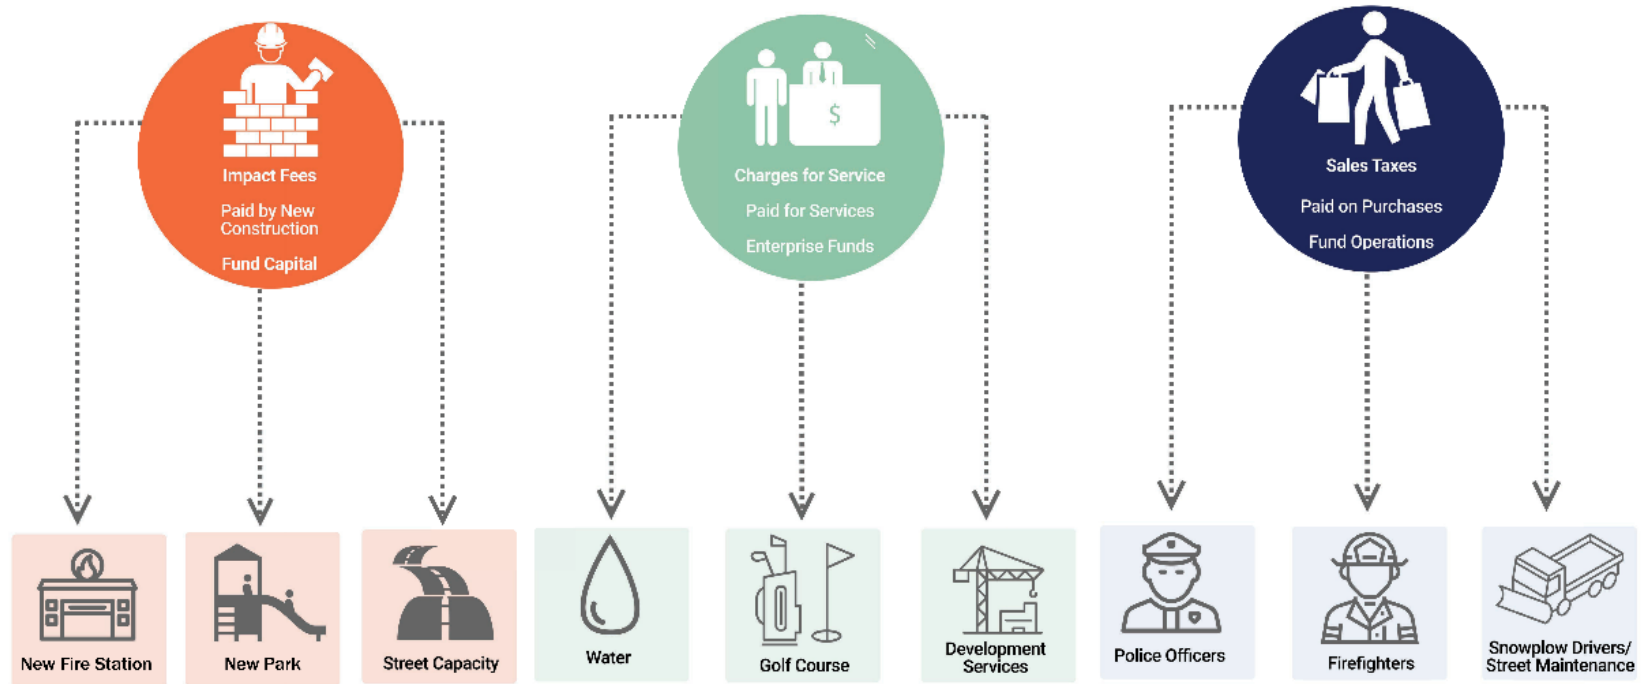 Impact Fees
Paid by New
Construction
Fund Capital
$
Charges for Service
Paid for Services
Enterprise Funds
Sales Taxes
Paid on Purchases
Fund Operations
New Fire Station
New Park
Street Capacity
Water
Golf Course
Development
Services
Police Officers
Firefighters
Snowplow Drivers/
Street Maintenance